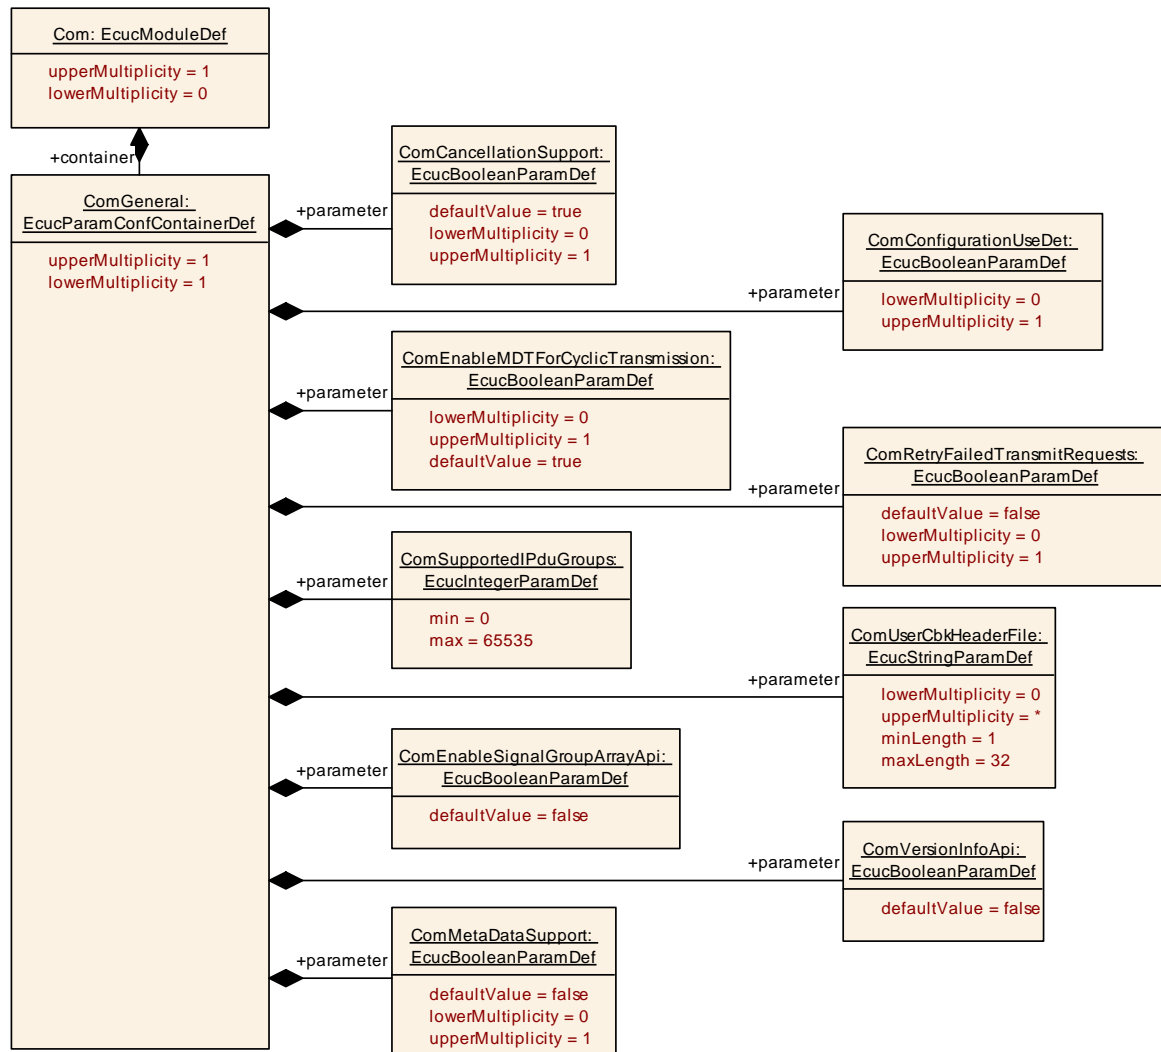 Com: EcucModuleDef
upperMultiplicity = 1
lowerMultiplicity = 0
+container
ComGeneral:
EcucParamConfContainerDef
upperMultiplicity = 1
lowerMultiplicity = 1
+parameter
ComCancellationSupport:
EcucBooleanParamDef
defaultValue = true
lowerMultiplicity = 0
upperMultiplicity = 1
+parameter
ComConfigurationUseDet:
EcucBooleanParamDef
lowerMultiplicity = 0
upperMultiplicity = 1
+parameter
ComEnableMDTForCyclicTransmission:
EcucBooleanParamDef
lowerMultiplicity = 0
upperMultiplicity = 1
defaultValue = true
+parameter
ComRetryFailedTransmitRequests:
EcucBooleanParamDef
defaultValue = false
lowerMultiplicity = 0
upperMultiplicity = 1
+parameter
ComSupportedIPduGroups:
EcucIntegerParamDef
min = 0
max = 65535
+parameter
ComUserCbkHeaderFile:
EcucStringParamDef
lowerMultiplicity = 0
upperMultiplicity = *
minLength = 1
maxLength = 32
+parameter
ComEnableSignalGroupArrayApi:
EcucBooleanParamDef
defaultValue = false
+parameter
ComVersionInfoApi:
EcucBooleanParamDef
defaultValue = false
+parameter
ComMetaDataSupport:
EcucBooleanParamDef
defaultValue = false
lowerMultiplicity = 0
upperMultiplicity = 1